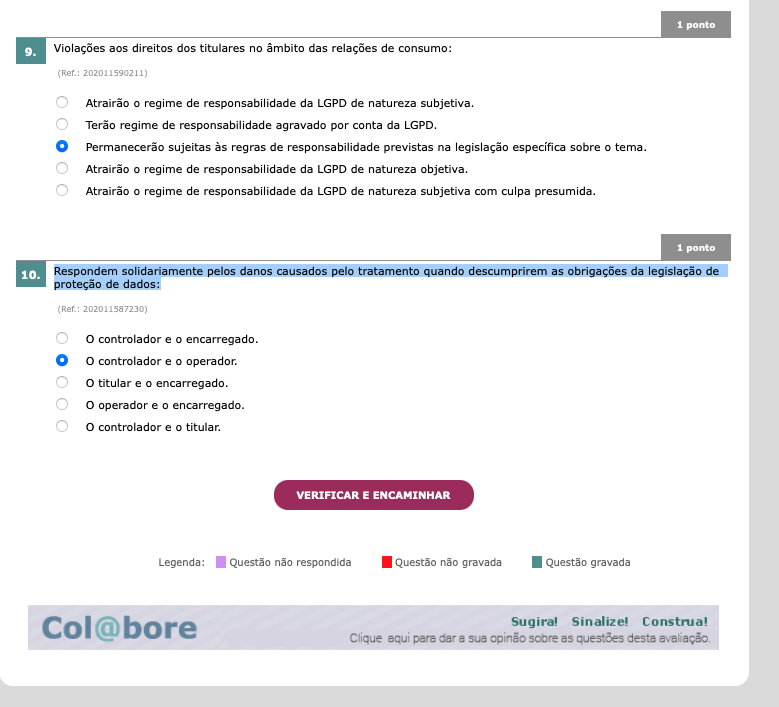 1 ponto
9.
Violações aos direitos dos titulares no âmbito das relações de consumo:
(Ref.: 202011590211)
Atrairão o regime de responsabilidade da LGPD de natureza subjetiva.
Terão regime de responsabilidade agravado por conta da LGPD.
Permanecerão sujeitas às regras de responsabilidade previstas na legislação específica sobre o tema.
Atrairão o regime de responsabilidade da LGPD de natureza objetiva.
Atrairão o regime de responsabilidade da LGPD de natureza subjetiva com culpa presumida.
1 ponto
10.
Respondem solidariamente pelos danos causados pelo tratamento quando descumprirem as obrigações da legislação de
proteção de dados:
(Ref.: 202011587230)
O controlador e o encarregado.
O controlador e o operador.
O titular e o encarregado.
O operador e o encarregado.
O controlador e o titular.
VERIFICAR E ENCAMINHAR
Legenda: Questão não respondida Questão não gravada Questão gravada
Col@bore
Sugira! Sinalize! Construa!
Clique aqui para dar a sua opinão sobre as questões desta avaliação.